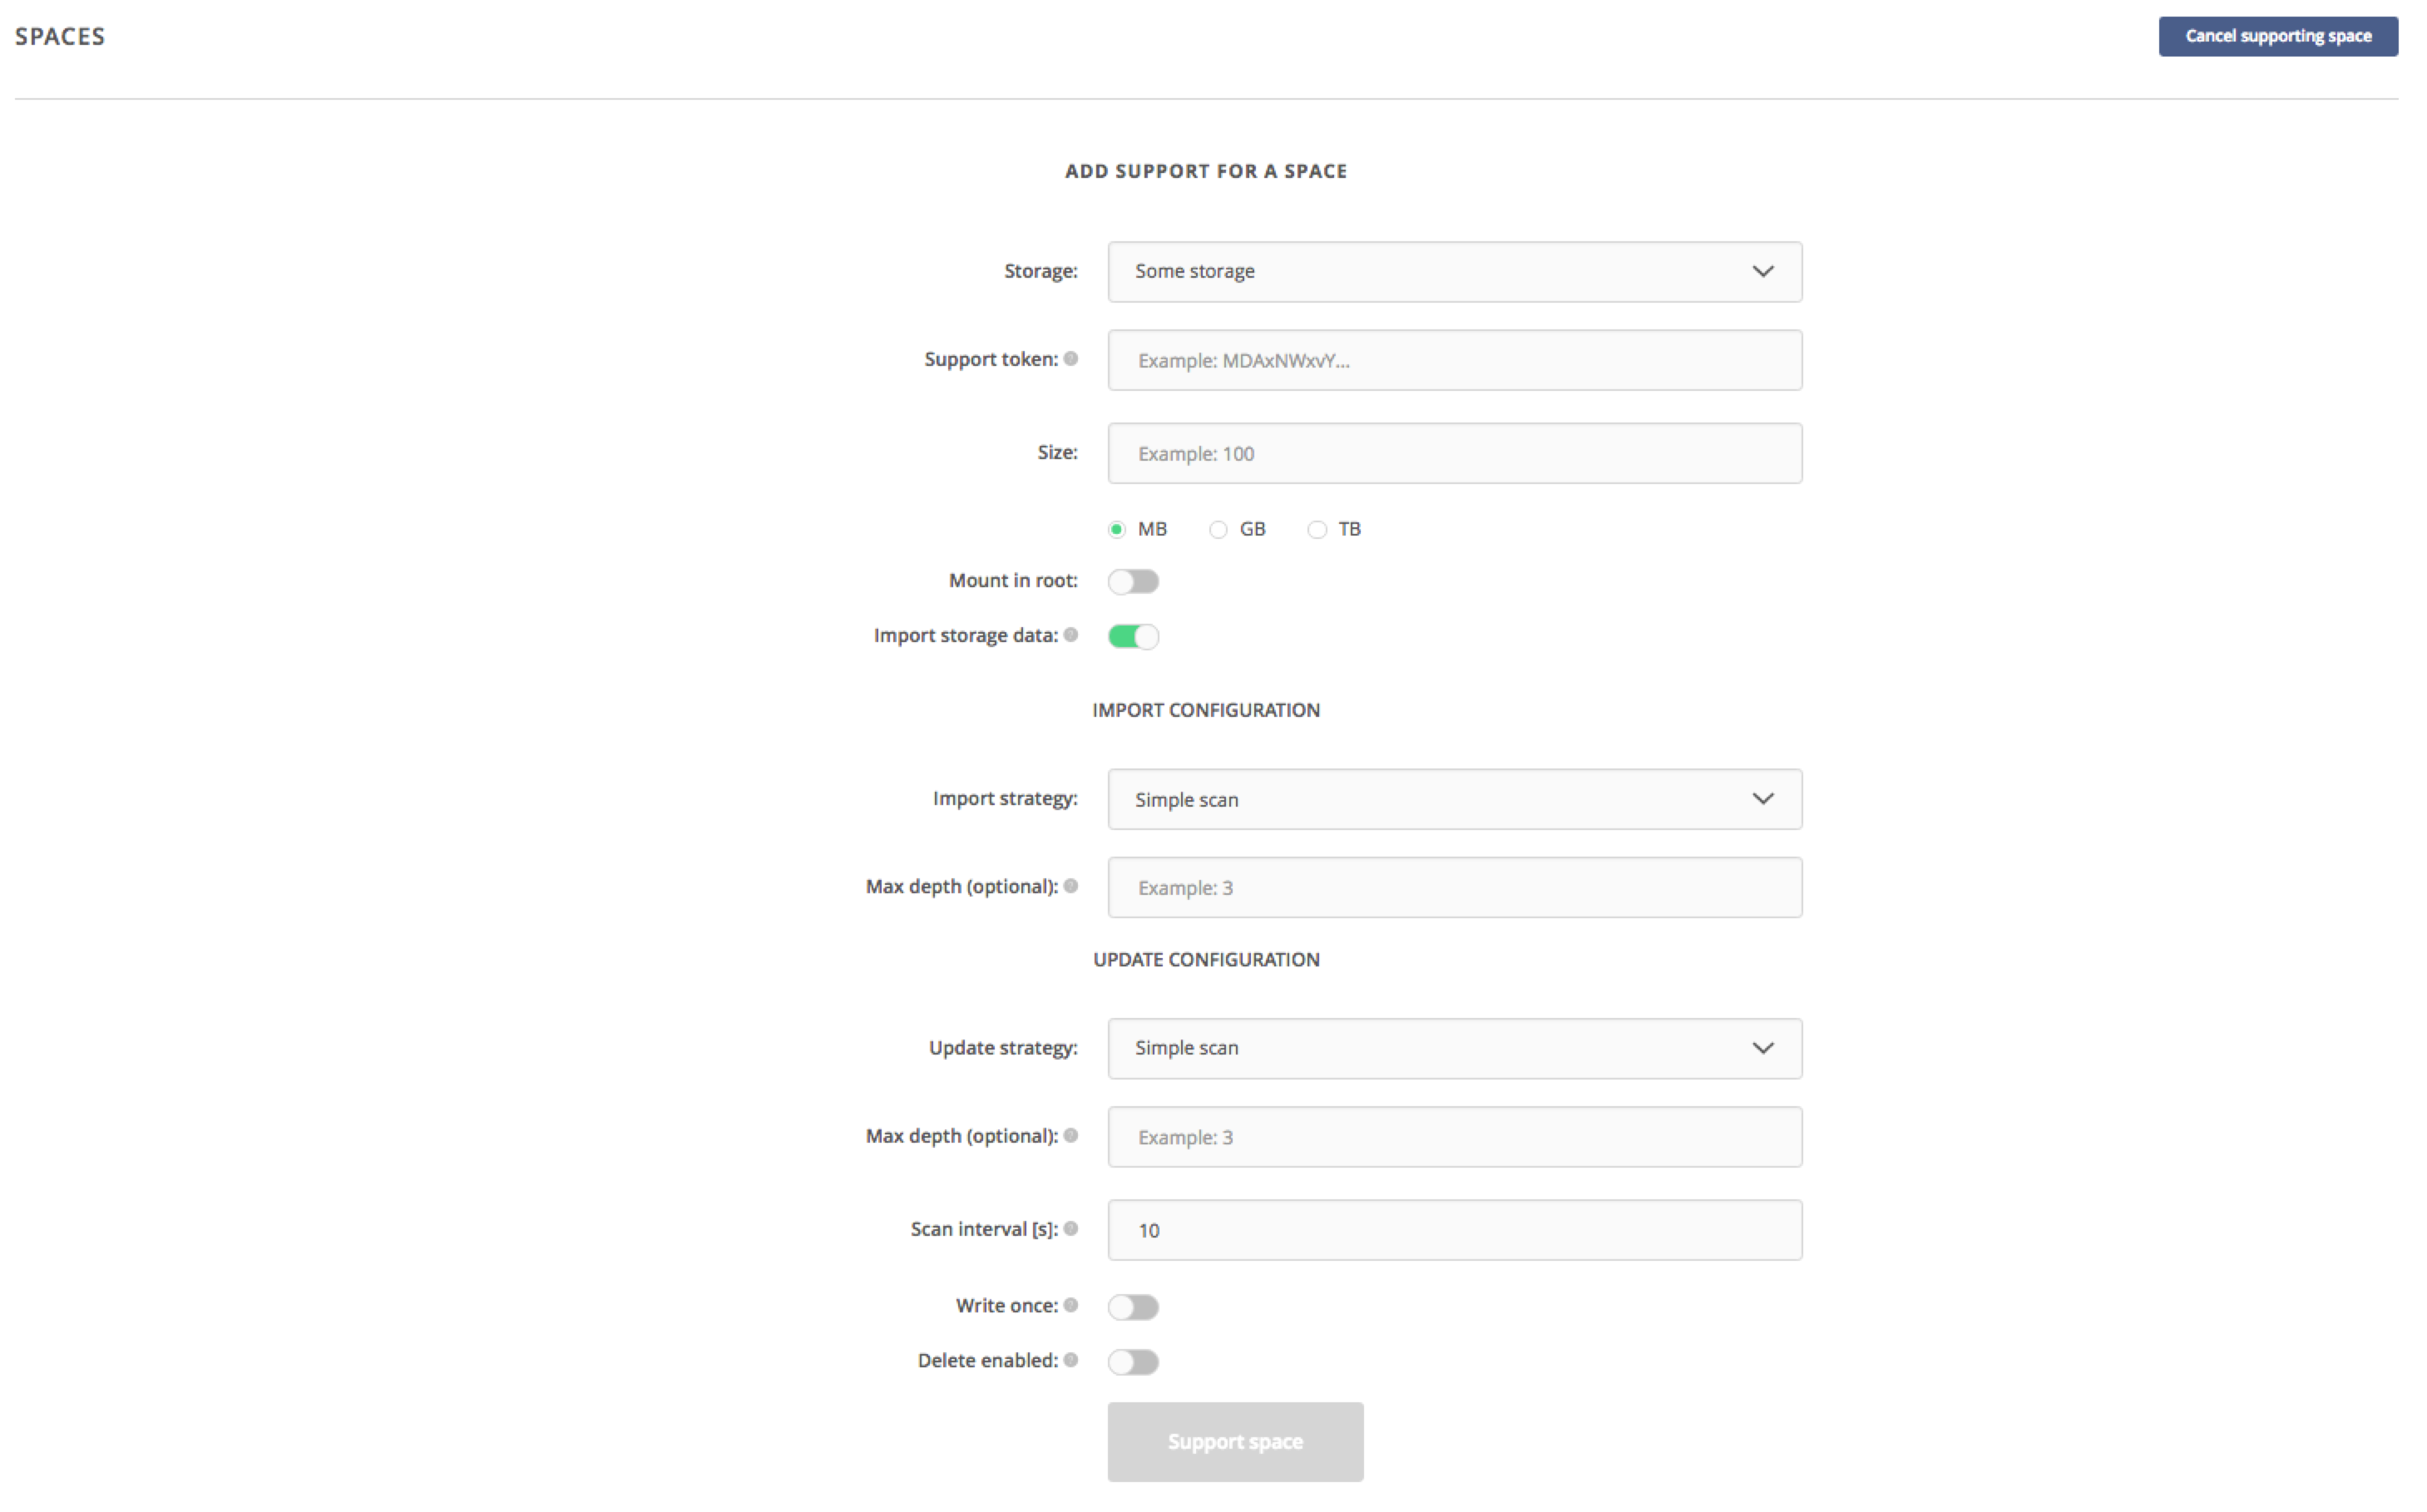 SPACES
Cancel supporting space
ADD SUPPORT FOR A SPACE
Storage: Some storage
Support token: Example: MDAxNWxvY...
Size: Example: 100
MB GB TB
Mount in root:
Import storage data:
IMPORT CONFIGURATION
Import strategy: Simple scan
Max depth (optional): Example: 3
UPDATE CONFIGURATION
Update strategy: Simple scan
Max depth (optional): Example: 3
Scan interval [s]: 10
Write once:
Delete enabled:
Support space